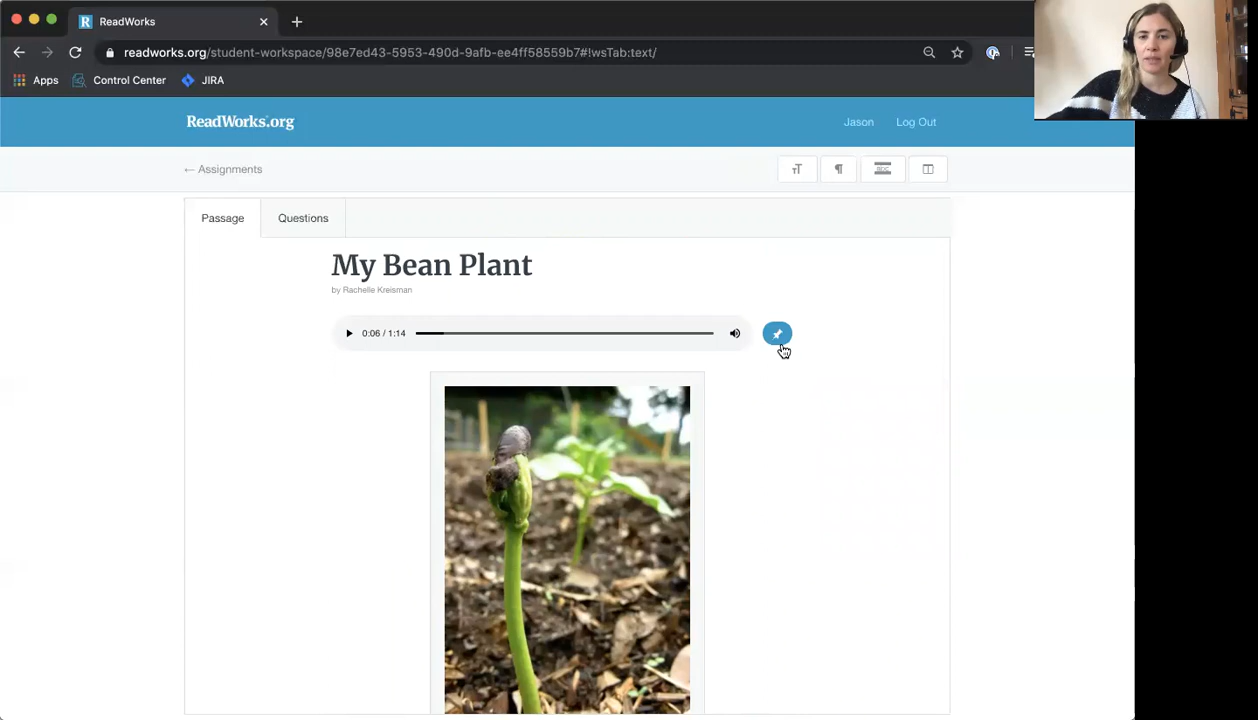 ReadWorks
readworks.org/student-workspace/98e7ed43-5953-490d-9afb-ee4ff58559b7#!wsTab:text/
Apps Control Center JIRA
ReadWorks.org Jason Log Out
← Assignments
Passage Questions
My Bean Plant
by Rachelle Kreisman
0:06 / 1:14